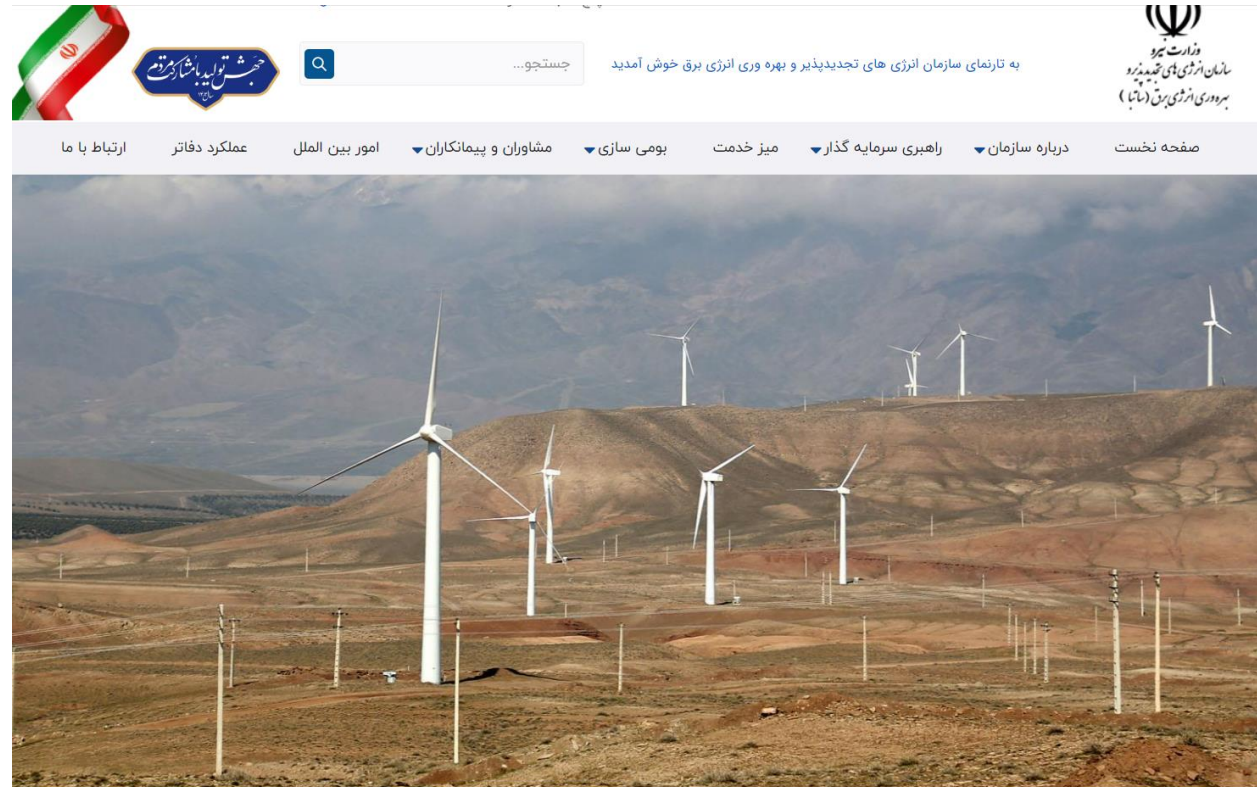 وزارت نیرو
سازمان انرژی های تجدیدپذیر و
بهره وری انرژی برق (ساتبا)
به تارنمای سازمان انرژی های تجدیدپذیر و بهره وری انرژی برق خوش آمدید
جستجو...
جهش تولید با مشارکت مردم
صفحه نخست
درباره سازمان
راهبری سرمایه گذار
میز خدمت
بومی سازی
مشاوران و پیمانکاران
امور بین الملل
عملکرد دفاتر
ارتباط با ما